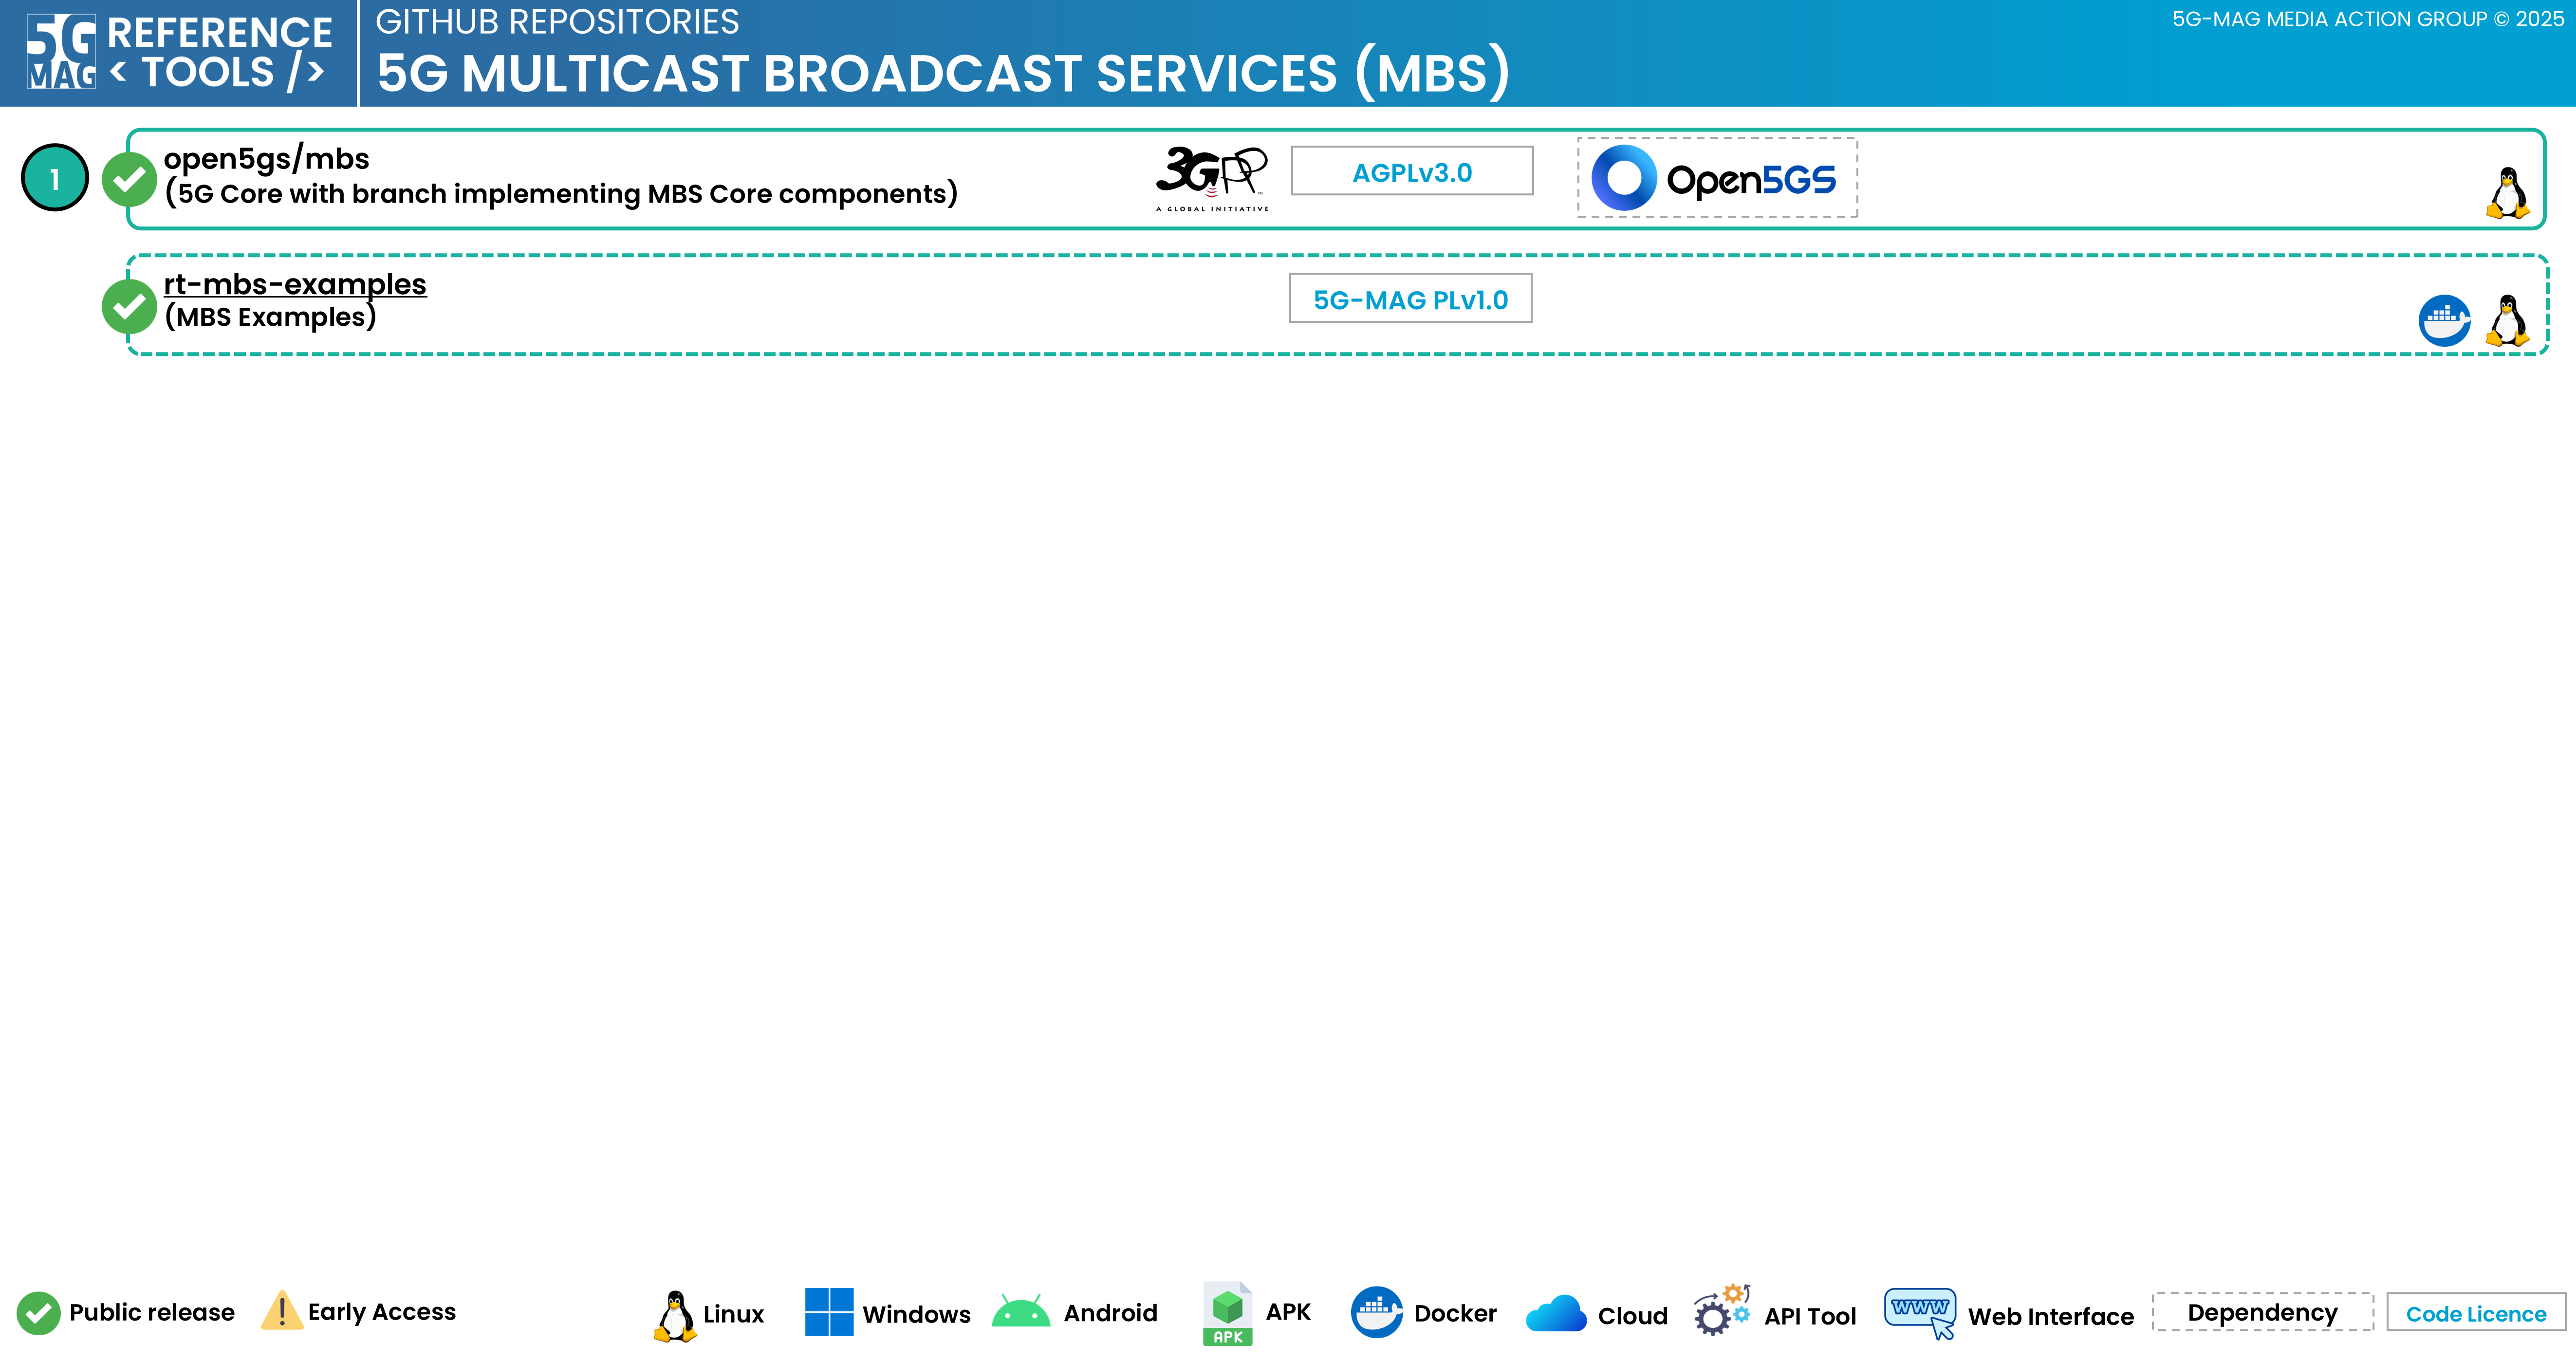 5G MAG
REFERENCE
< TOOLS />
GITHUB REPOSITORIES
5G MULTICAST BROADCAST SERVICES (MBS)
5G-MAG MEDIA ACTION GROUP © 2025
1
open5gs/mbs
(5G Core with branch implementing MBS Core components)
3GPP™
A GLOBAL INITIATIVE
AGPLv3.0
Open5GS
rt-mbs-examples
(MBS Examples)
5G-MAG PLv1.0
Public release
Early Access
Linux
Windows
Android
APK
APK
Docker
Cloud
API Tool
WWW
Web Interface
Dependency
Code Licence